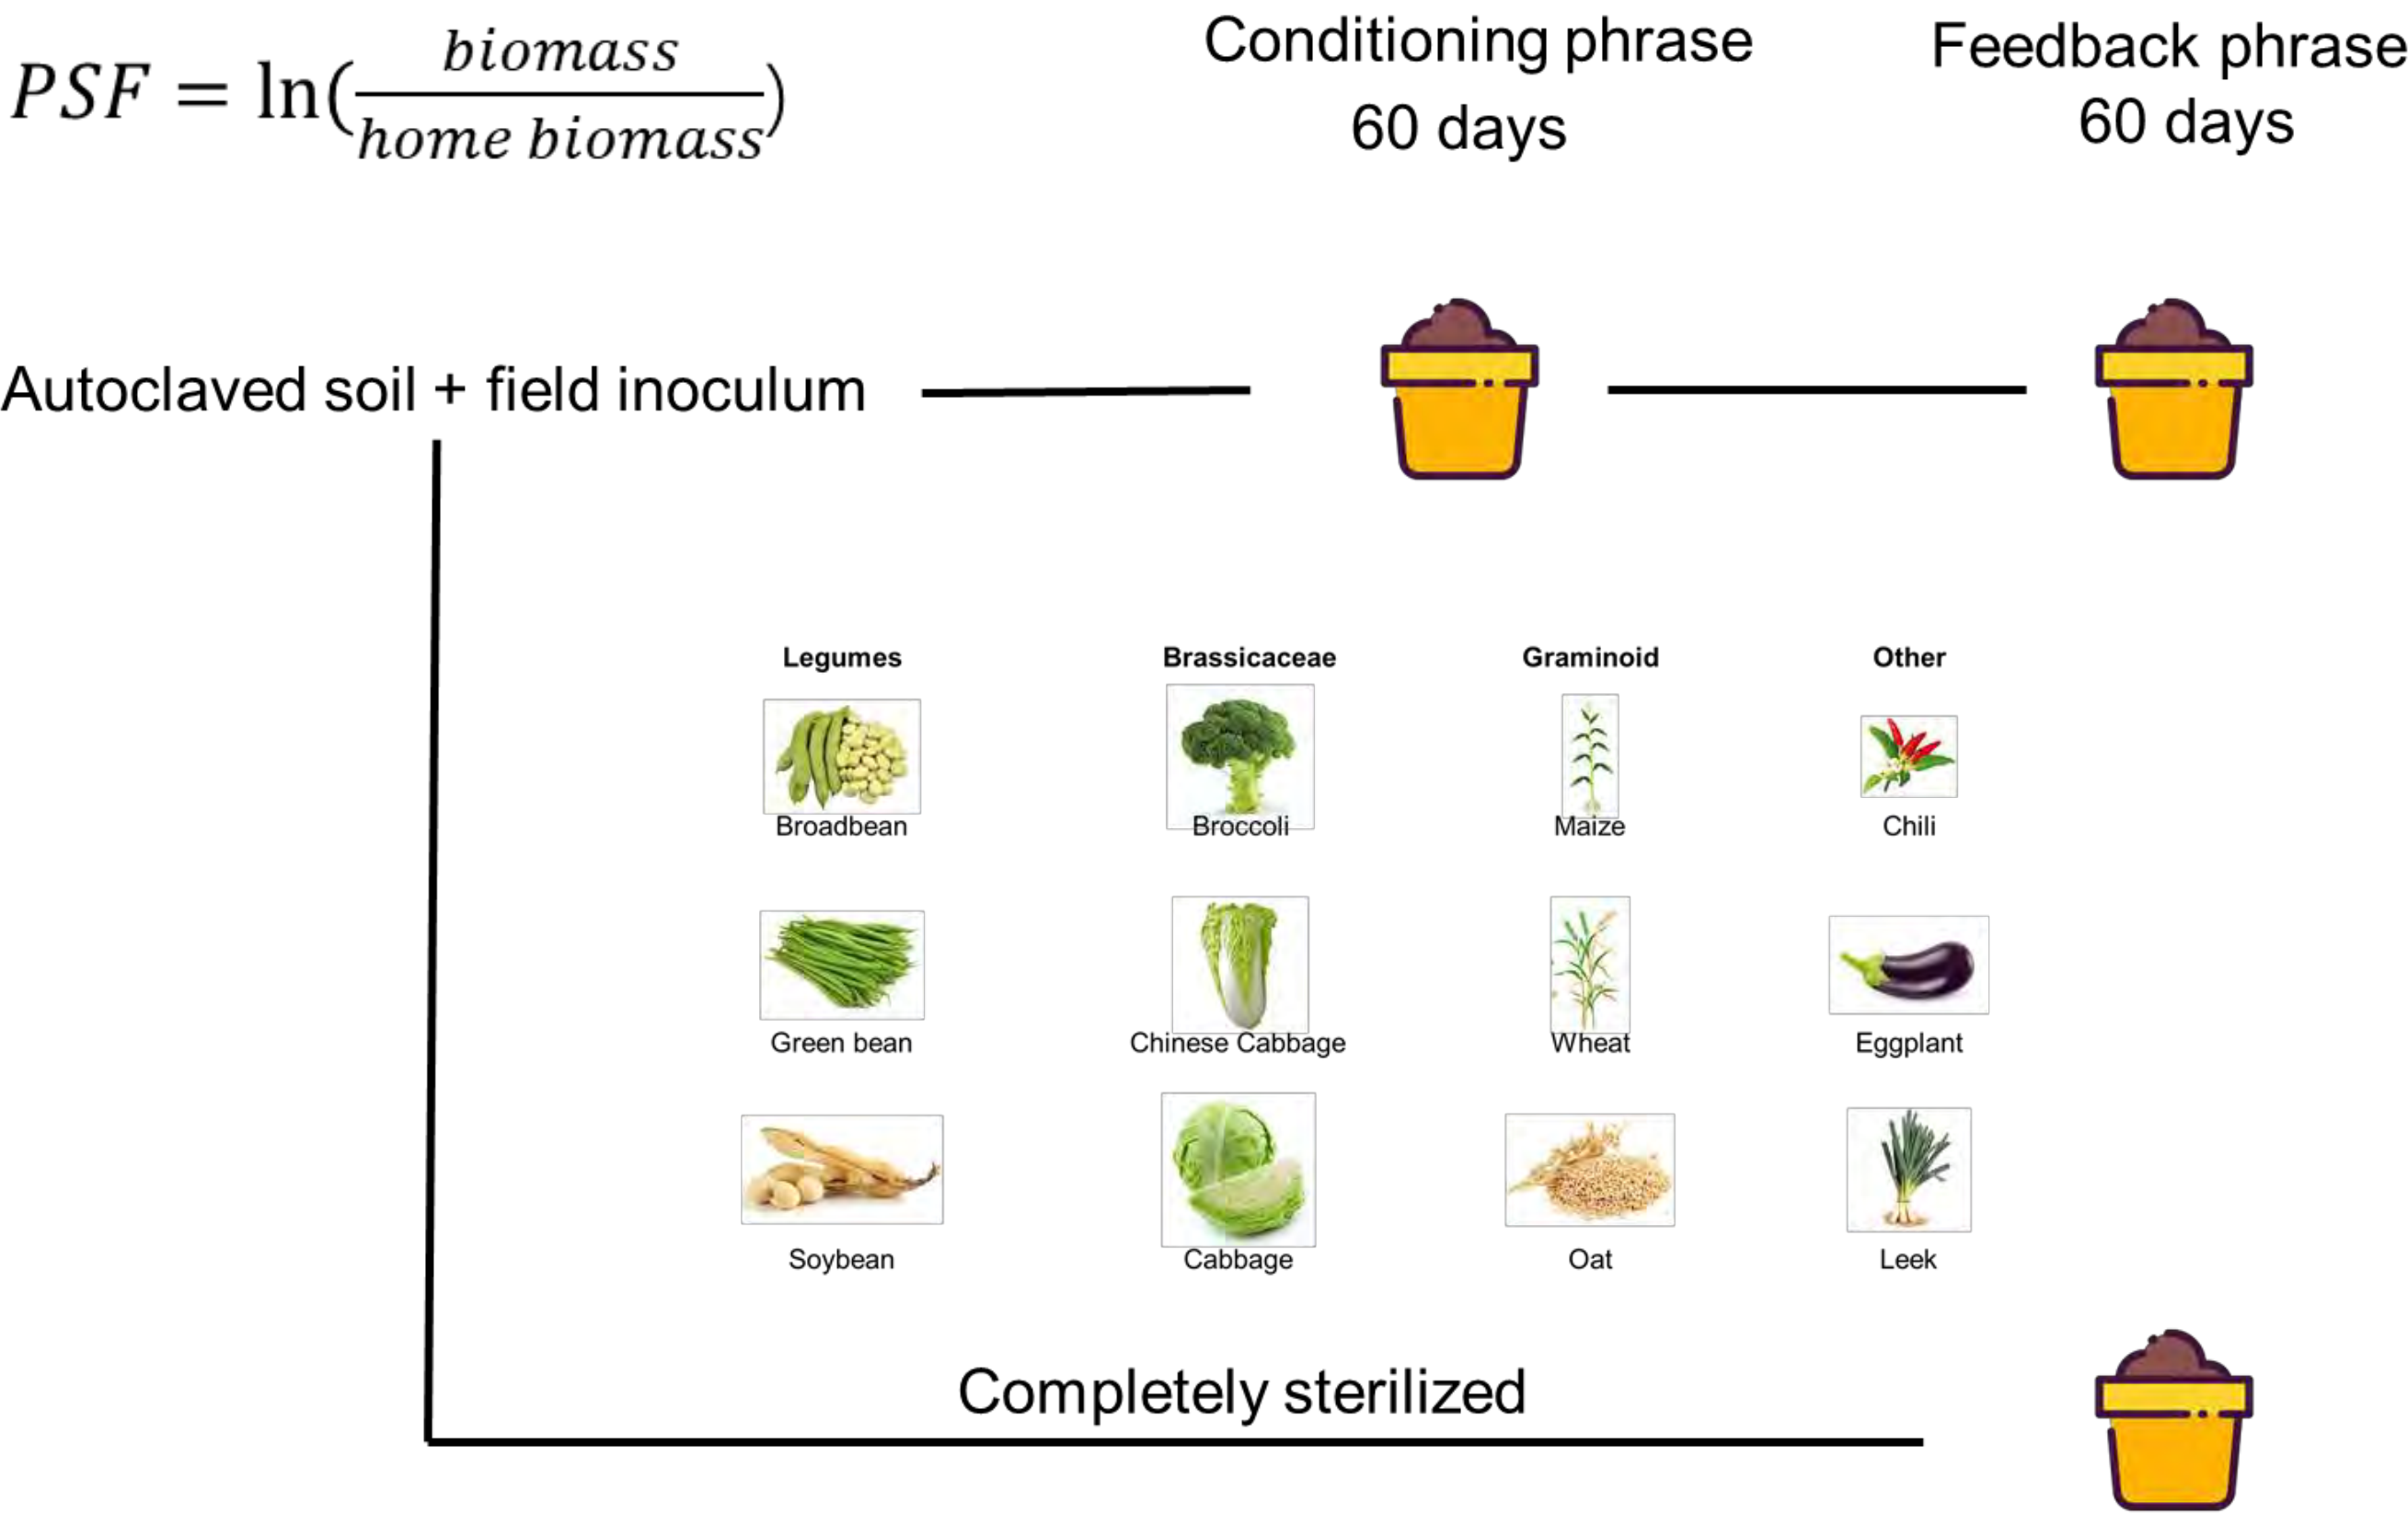 PSF = ln(biomass/home biomass)
Conditioning phrase
60 days
Feedback phrase
60 days
Autoclaved soil + field inoculum
Legumes Brassicaceae Graminoid Other
Broadbean Broccoli Maize Chili
Green bean Chinese Cabbage Wheat Eggplant
Soybean Cabbage Oat Leek
Completely sterilized